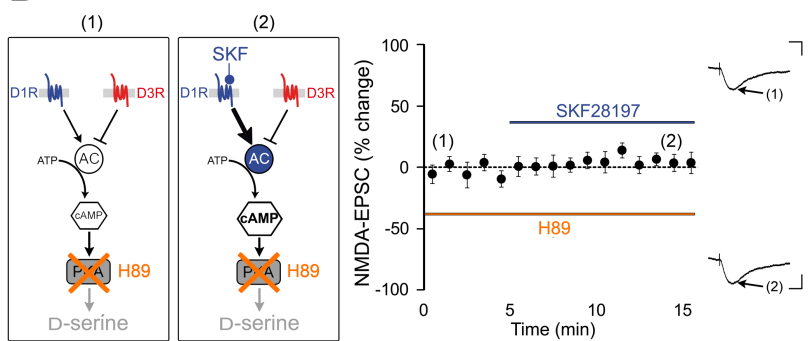 (1)
D1R
D3R
AC
ATP
cAMP
PKA
H89
D-serine
(2)
SKF
D1R
D3R
AC
ATP
cAMP
PKA
H89
D-serine
NMDA-EPSC (% change)
100
50
0
-50
-100
SKF28197
(1)
(2)
H89
0
5
10
15
Time (min)
(1)
(2)